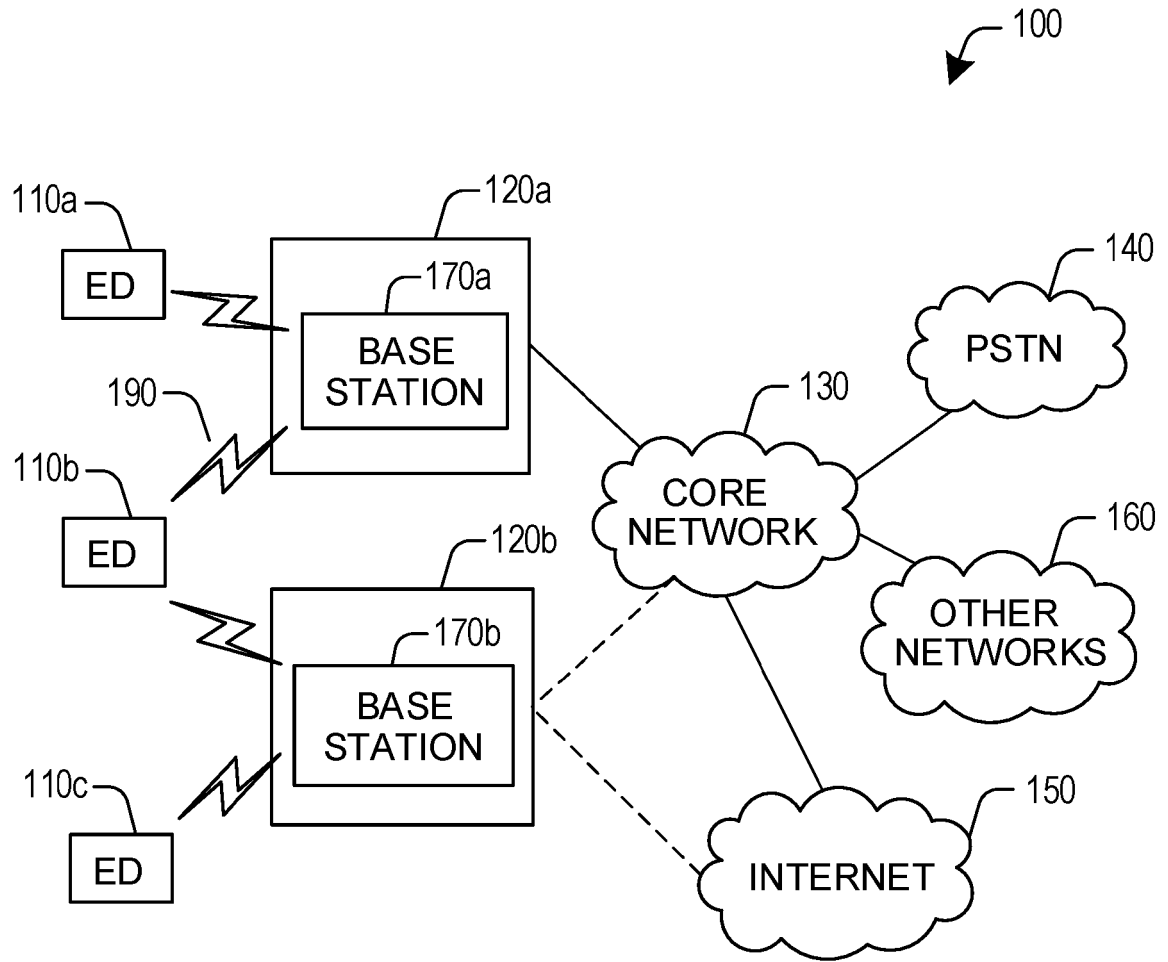 100
110a
ED
120a
170a
BASE
STATION
140
PSTN
190
130
CORE
NETWORK
110b
ED
120b
160
OTHER
NETWORKS
170b
BASE
STATION
110c
ED
150
INTERNET